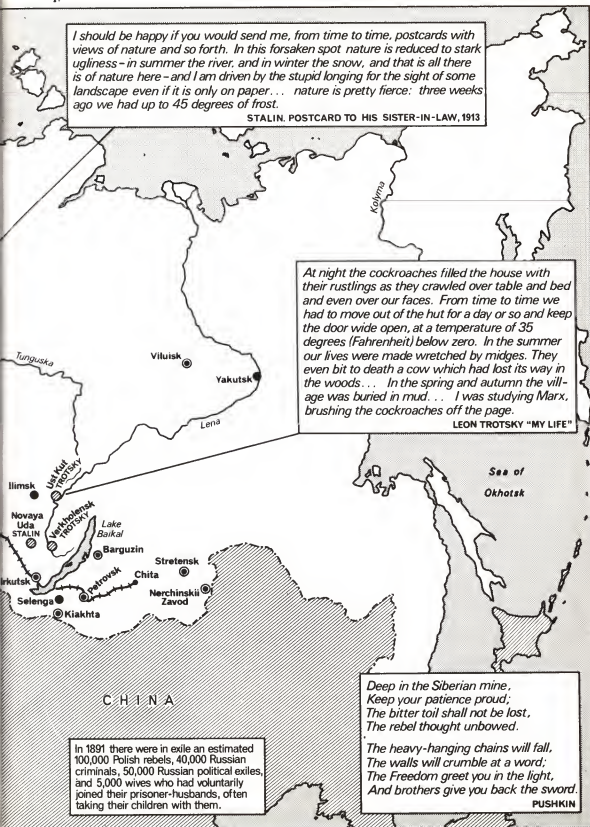 I should be happy if you would send me, from time to time, postcards with
views of nature and so forth. In this forsaken spot nature is reduced to stark
ugliness – in summer the river, and in winter the snow, and that is all there
is of nature here – and I am driven by the stupid longing for the sight of some
landscape even if it is only on paper... nature is pretty fierce: three weeks
ago we had up to 45 degrees of frost.
STALIN. POSTCARD TO HIS SISTER-IN-LAW, 1913
Kolyma
At night the cockroaches filled the house with
their rustlings as they crawled over table and bed
and even over our faces. From time to time we
had to move out of the hut for a day or so and keep
the door wide open, at a temperature of 35
degrees (Fahrenheit) below zero. In the summer
our lives were made wretched by midges. They
even bit to death a cow which had lost its way in
the woods... In the spring and autumn the vill-
age was buried in mud... I was studying Marx,
brushing the cockroaches off the page.
LEON TROTSKY "MY LIFE"
Tunguska
Viluisk
Yakutsk
Lena
Ilimsk
Ust Kut
TROTSKY
Sea of
Okhotsk
Novaya
Uda
STALIN
Verkholensk
TROTSKY
Lake
Baikal
Barguzin
Irkutsk
Petrovsk
Chita
Stretensk
Nerchinskii
Zavod
Selenga
Kiakhta
CHINA
Deep in the Siberian mine,
Keep your patience proud;
The bitter toil shall not be lost,
The rebel thought unbowed.
The heavy-hanging chains will fall,
The walls will crumble at a word;
The Freedom greet you in the light,
And brothers give you back the sword.
PUSHKIN
In 1891 there were in exile an estimated
100,000 Polish rebels, 40,000 Russian
criminals, 50,000 Russian political exiles,
and 5,000 wives who had voluntarily
joined their prisoner-husbands, often
taking their children with them.